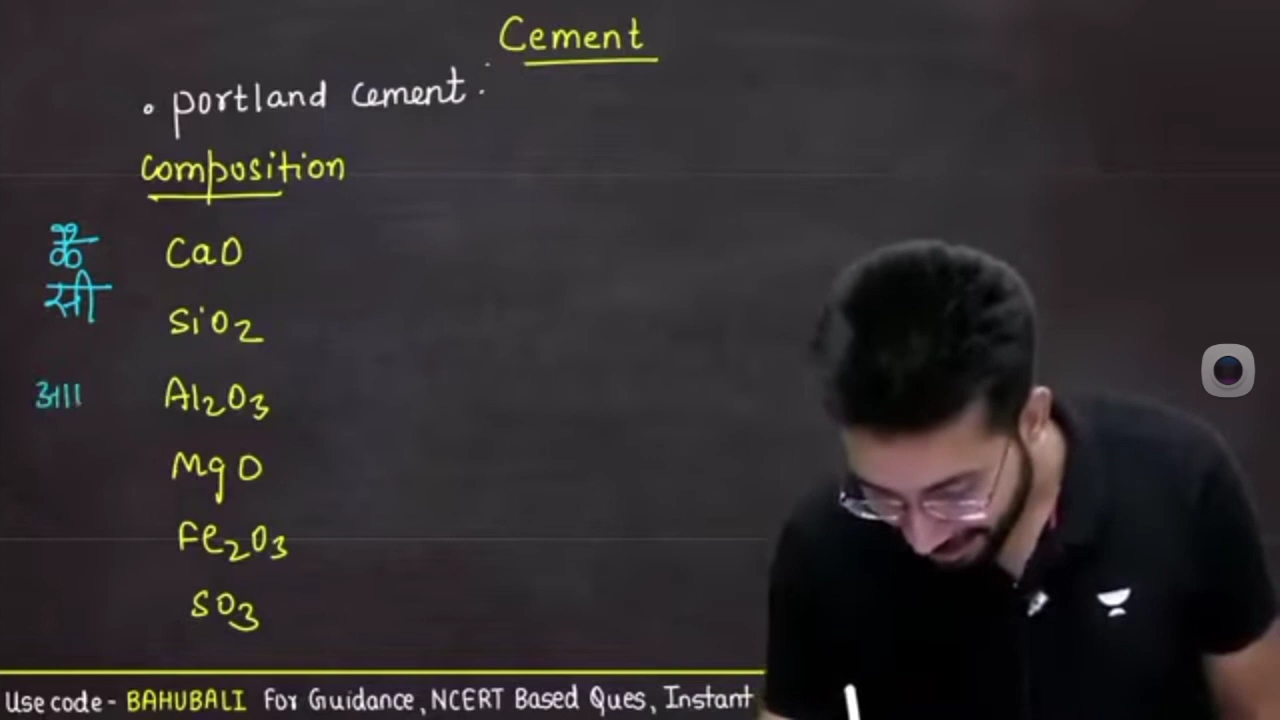 Cement
• portland cement :
composition
कै CaO
सी SiO2
आ Al2O3
MgO
Fe2O3
SO3
Use code - BAHUBALI For Guidance, NCERT Based Ques, Instant